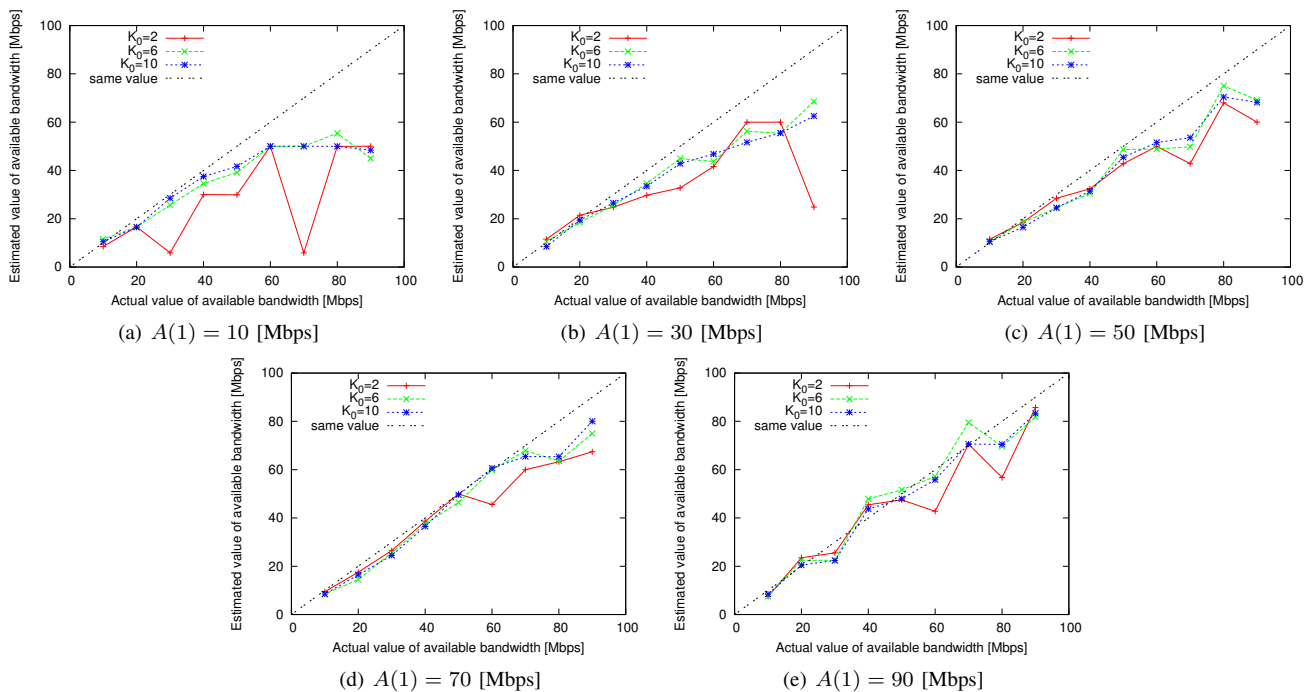 Estimated value of available bandwidth [Mbps]
100
80
60
40
20
0
K0=2
K0=6
K0=10
same value
0 20 40 60 80 100
Actual value of available bandwidth [Mbps]
(a) A(1) = 10 [Mbps]
Estimated value of available bandwidth [Mbps]
100
80
60
40
20
0
K0=2
K0=6
K0=10
same value
0 20 40 60 80 100
Actual value of available bandwidth [Mbps]
(b) A(1) = 30 [Mbps]
Estimated value of available bandwidth [Mbps]
100
80
60
40
20
0
K0=2
K0=6
K0=10
same value
0 20 40 60 80 100
Actual value of available bandwidth [Mbps]
(c) A(1) = 50 [Mbps]
Estimated value of available bandwidth [Mbps]
100
80
60
40
20
0
K0=2
K0=6
K0=10
same value
0 20 40 60 80 100
Actual value of available bandwidth [Mbps]
(d) A(1) = 70 [Mbps]
Estimated value of available bandwidth [Mbps]
100
80
60
40
20
0
K0=2
K0=6
K0=10
same value
0 20 40 60 80 100
Actual value of available bandwidth [Mbps]
(e) A(1) = 90 [Mbps]